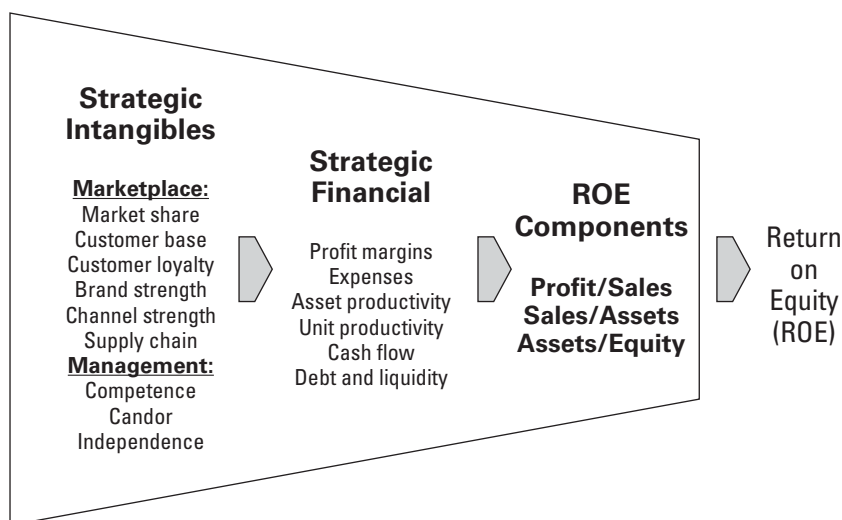 Strategic
Intangibles
Marketplace:
Market share
Customer base
Customer loyalty
Brand strength
Channel strength
Supply chain
Management:
Competence
Candor
Independence
Strategic
Financial
Profit margins
Expenses
Asset productivity
Unit productivity
Cash flow
Debt and liquidity
ROE
Components
Profit/Sales
Sales/Assets
Assets/Equity
Return
on
Equity
(ROE)